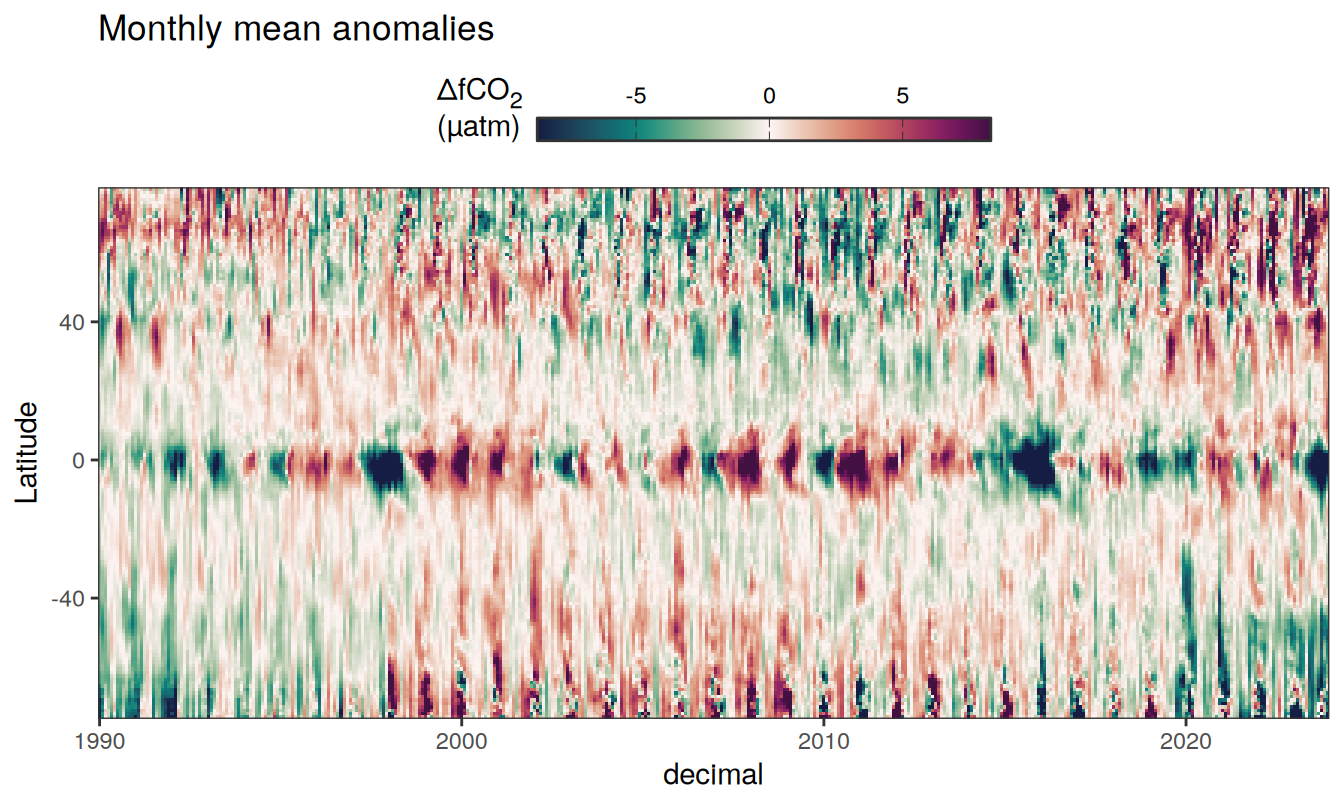 Monthly mean anomalies
ΔfCO₂
(µatm)
-5 0 5
Latitude
40
0
-40
1990 2000 2010 2020
decimal